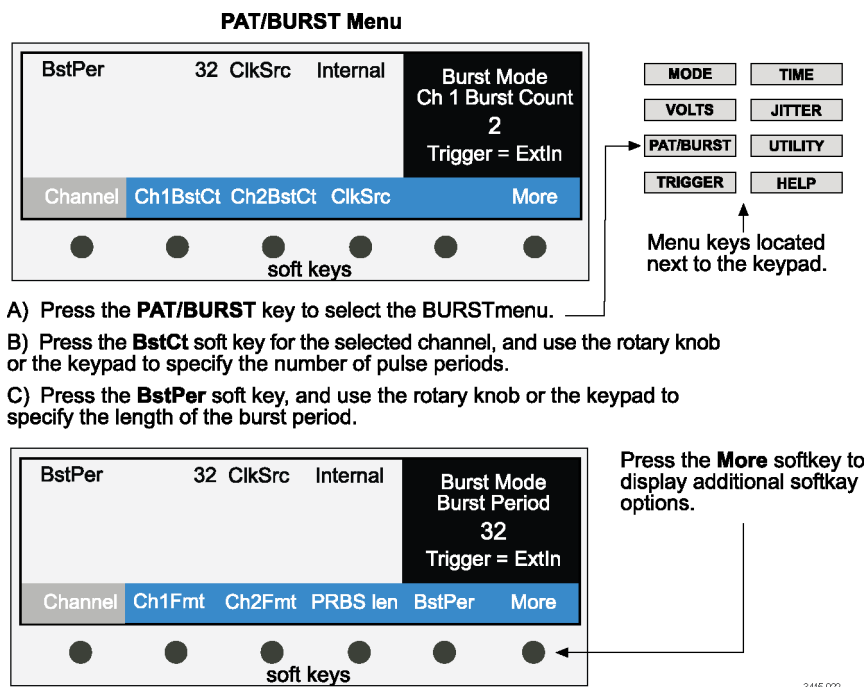 PAT/BURST Menu
BstPer 32 ClkSrc Internal
Burst Mode
Ch 1 Burst Count
2
Trigger = ExtIn
Channel Ch1BstCt Ch2BstCt ClkSrc More
soft keys
MODE TIME
VOLTS JITTER
PAT/BURST UTILITY
TRIGGER HELP
Menu keys located
next to the keypad.
A) Press the PAT/BURST key to select the BURSTmenu.
B) Press the BstCt soft key for the selected channel, and use the rotary knob
or the keypad to specify the number of pulse periods.
C) Press the BstPer soft key, and use the rotary knob or the keypad to
specify the length of the burst period.
BstPer 32 ClkSrc Internal
Burst Mode
Burst Period
32
Trigger = ExtIn
Channel Ch1Fmt Ch2Fmt PRBS len BstPer More
soft keys
Press the More softkey to
display additional softkay
options.